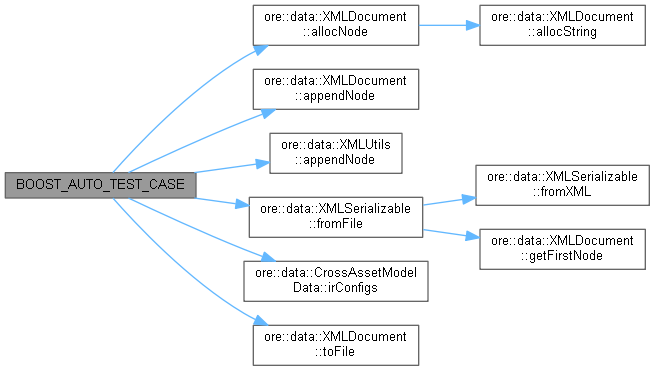 BOOST_AUTO_TEST_CASE
ore::data::XMLDocument
::allocNode
ore::data::XMLDocument
::allocString
ore::data::XMLDocument
::appendNode
ore::data::XMLUtils
::appendNode
ore::data::XMLSerializable
::fromFile
ore::data::XMLSerializable
::fromXML
ore::data::XMLDocument
::getFirstNode
ore::data::CrossAssetModel
Data::irConfigs
ore::data::XMLDocument
::toFile